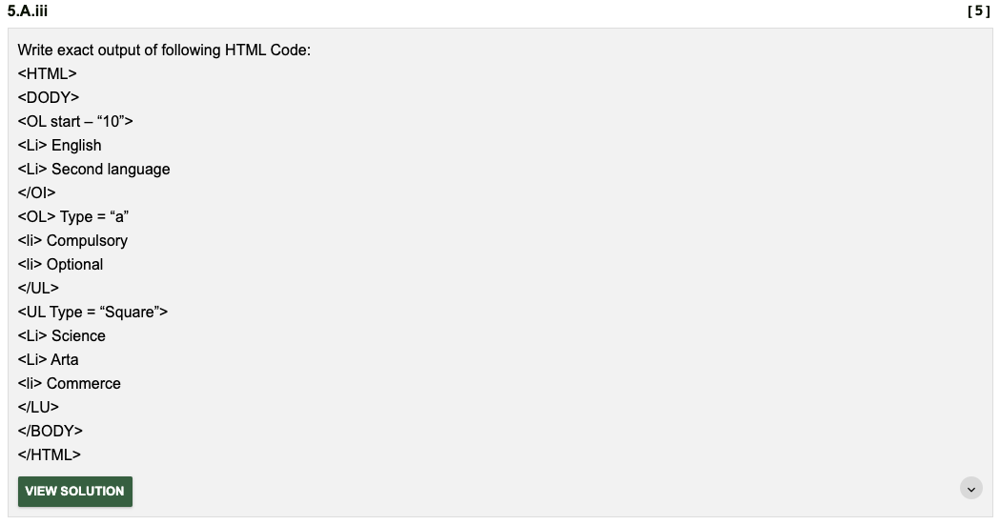 5.A.iii [5]
Write exact output of following HTML Code:
<HTML>
<DODY>
<OL start – “10”>
<Li> English
<Li> Second language
</OI>
<OL> Type = “a”
<li> Compulsory
<li> Optional
</UL>
<UL Type = “Square”>
<Li> Science
<Li> Arta
<li> Commerce
</LU>
</BODY>
</HTML>
VIEW SOLUTION